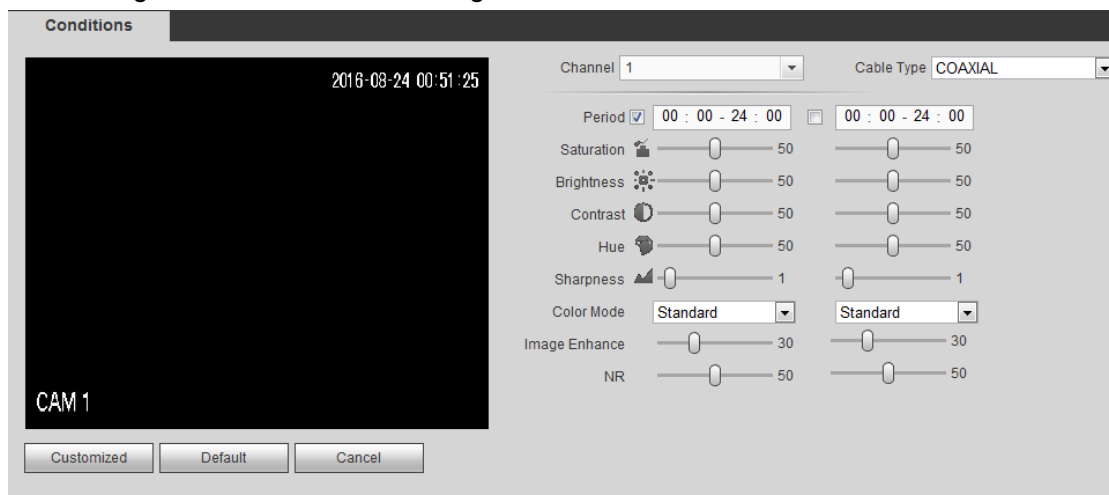 Conditions
2016-08-24 00:51:25
CAM 1
Customized Default Cancel
Channel 1 Cable Type COAXIAL
Period 00 : 00 - 24 : 00 00 : 00 - 24 : 00
Saturation 50 50
Brightness 50 50
Contrast 50 50
Hue 50 50
Sharpness 1 1
Color Mode Standard Standard
Image Enhance 30 30
NR 50 50